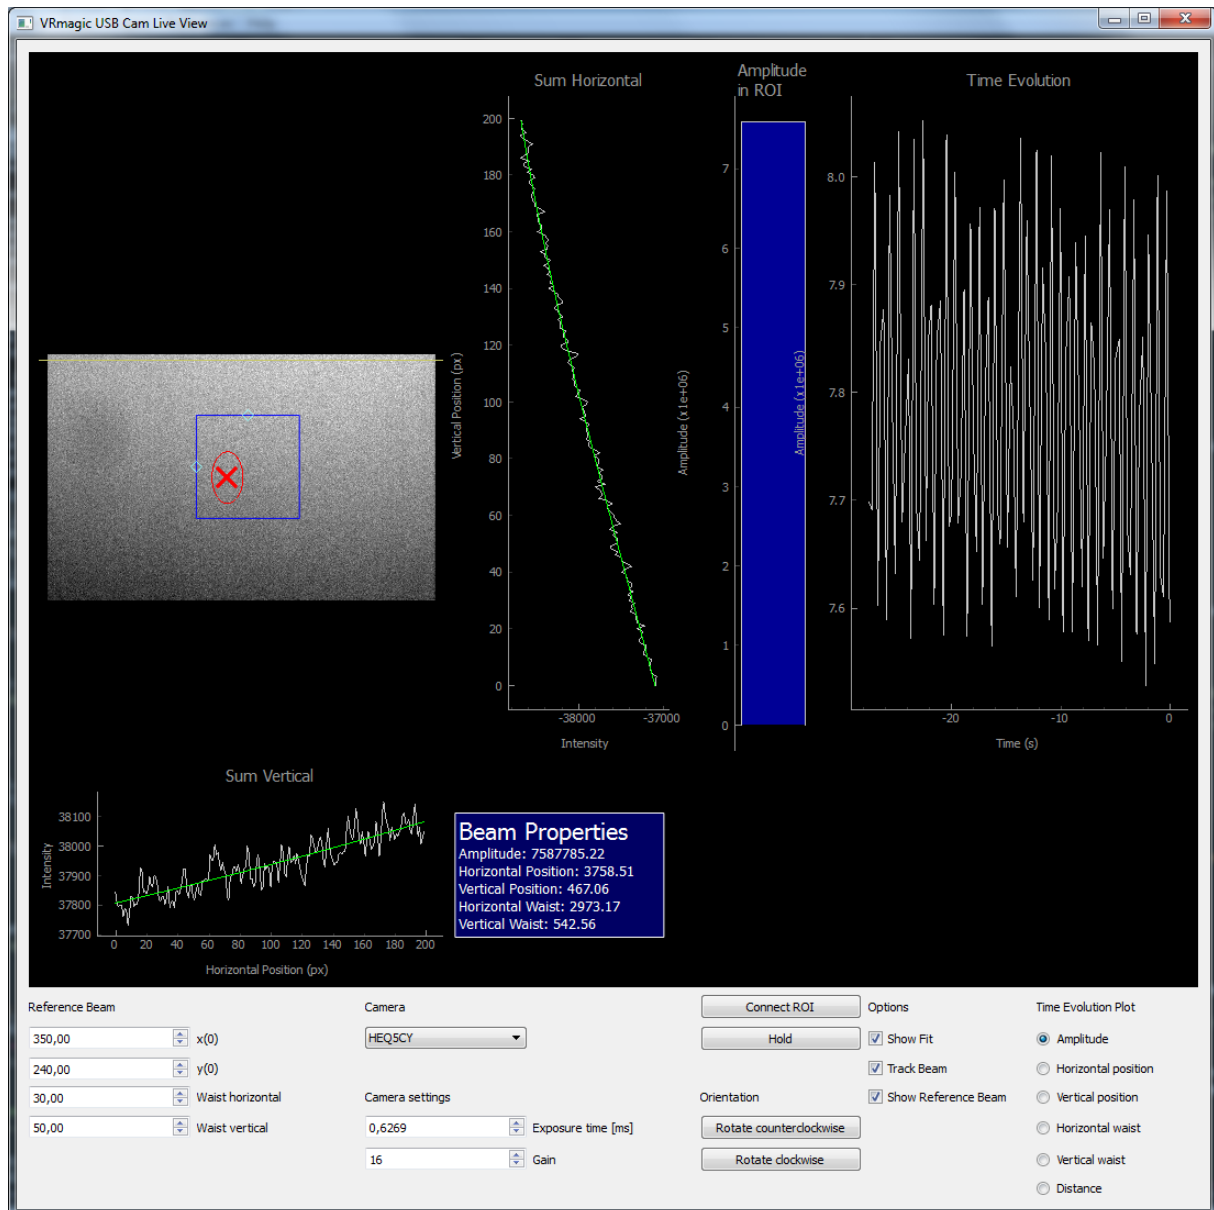 VRmagic USB Cam Live View
Sum Horizontal
Amplitude
in ROI
Time Evolution
200
180
160
140
120
100
80
60
40
20
0
Vertical Position (px)
-38000
-37000
Intensity
7
6
5
4
3
2
1
0
Amplitude (x1e+06)
8.0
7.9
7.8
7.7
7.6
Amplitude (x1e+06)
-20
-10
0
Time (s)
Sum Vertical
38100
38000
37900
37800
37700
Intensity
0 20 40 60 80 100 120 140 160 180 200
Horizontal Position (px)
Beam Properties
Amplitude: 7587785.22
Horizontal Position: 3758.51
Vertical Position: 467.06
Horizontal Waist: 2973.17
Vertical Waist: 542.56
Reference Beam
350,00 x(0)
240,00 y(0)
30,00 Waist horizontal
50,00 Waist vertical
Camera
HEQ5CY
Camera settings
0,6269 Exposure time [ms]
16 Gain
Connect ROI
Hold
Orientation
Rotate counterclockwise
Rotate clockwise
Options
Show Fit
Track Beam
Show Reference Beam
Time Evolution Plot
Amplitude
Horizontal position
Vertical position
Horizontal waist
Vertical waist
Distance